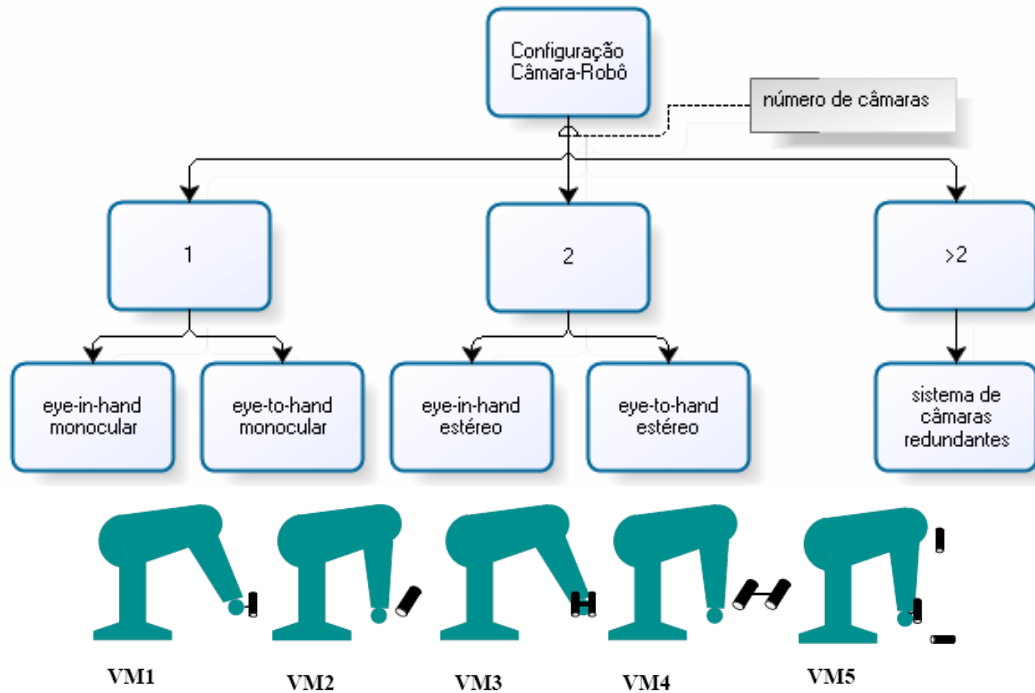 Configuração
Câmara-Robô
número de câmaras
1
2
>2
eye-in-hand
monocular
eye-to-hand
monocular
eye-in-hand
estéreo
eye-to-hand
estéreo
sistema de
câmaras
redundantes
VM1
VM2
VM3
VM4
VM5